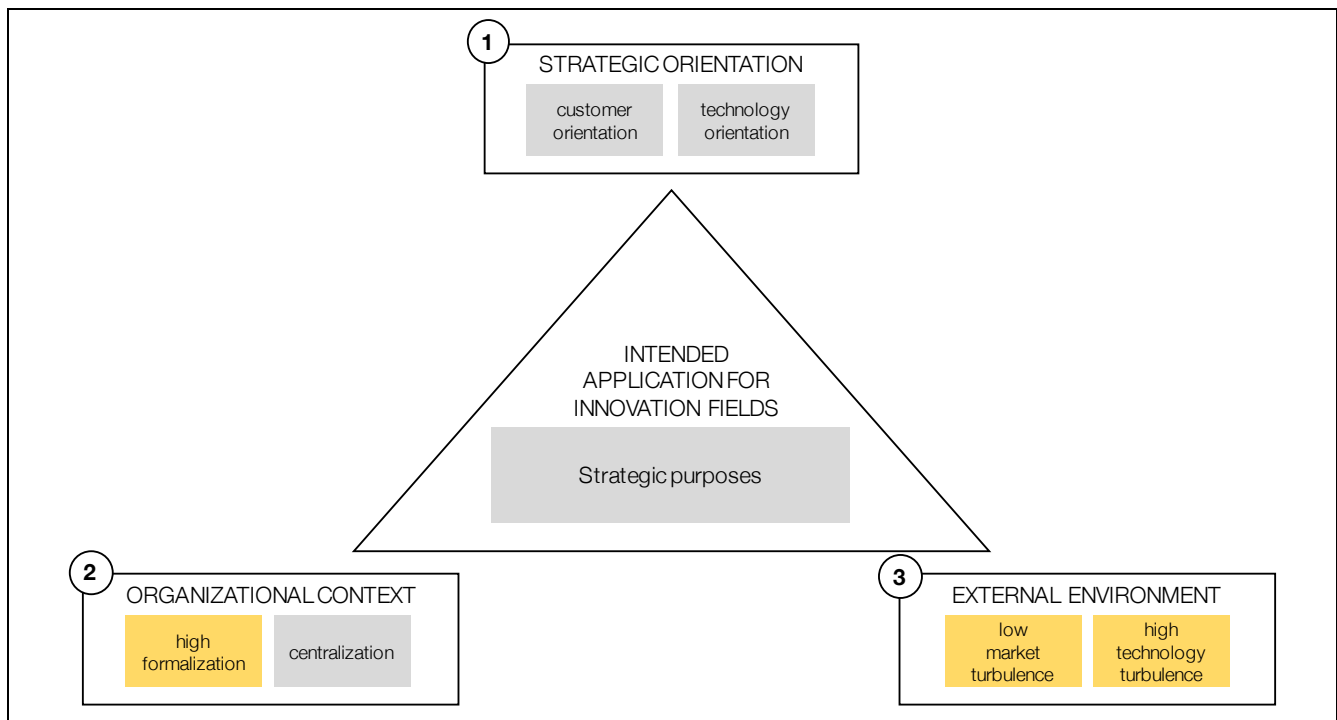 1
STRATEGIC ORIENTATION
customer
orientation
technology
orientation
INTENDED
APPLICATION FOR
INNOVATION FIELDS
Strategic purposes
2
ORGANIZATIONAL CONTEXT
high
formalization
centralization
3
EXTERNAL ENVIRONMENT
low
market
turbulence
high
technology
turbulence